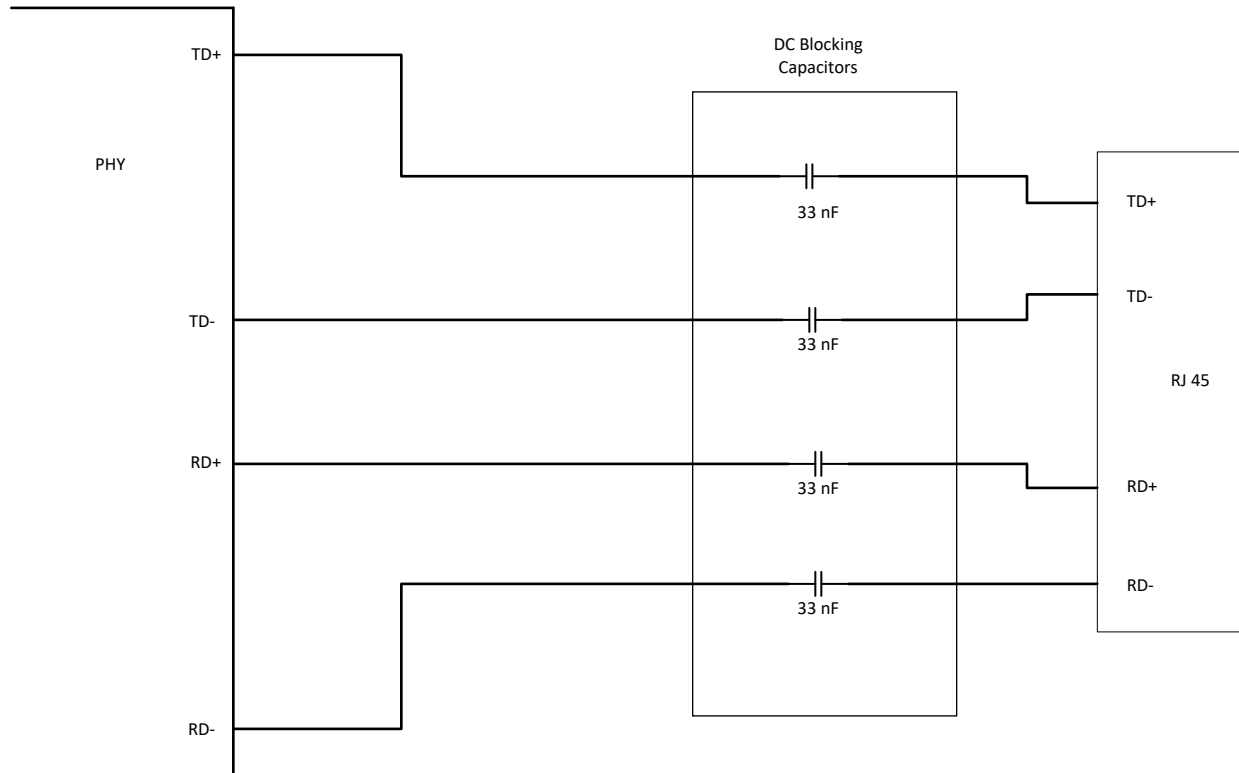 DC Blocking
Capacitors
TD+
PHY
33 nF
TD+
TD-
TD-
33 nF
RJ 45
RD+
33 nF
RD+
33 nF
RD-
RD-